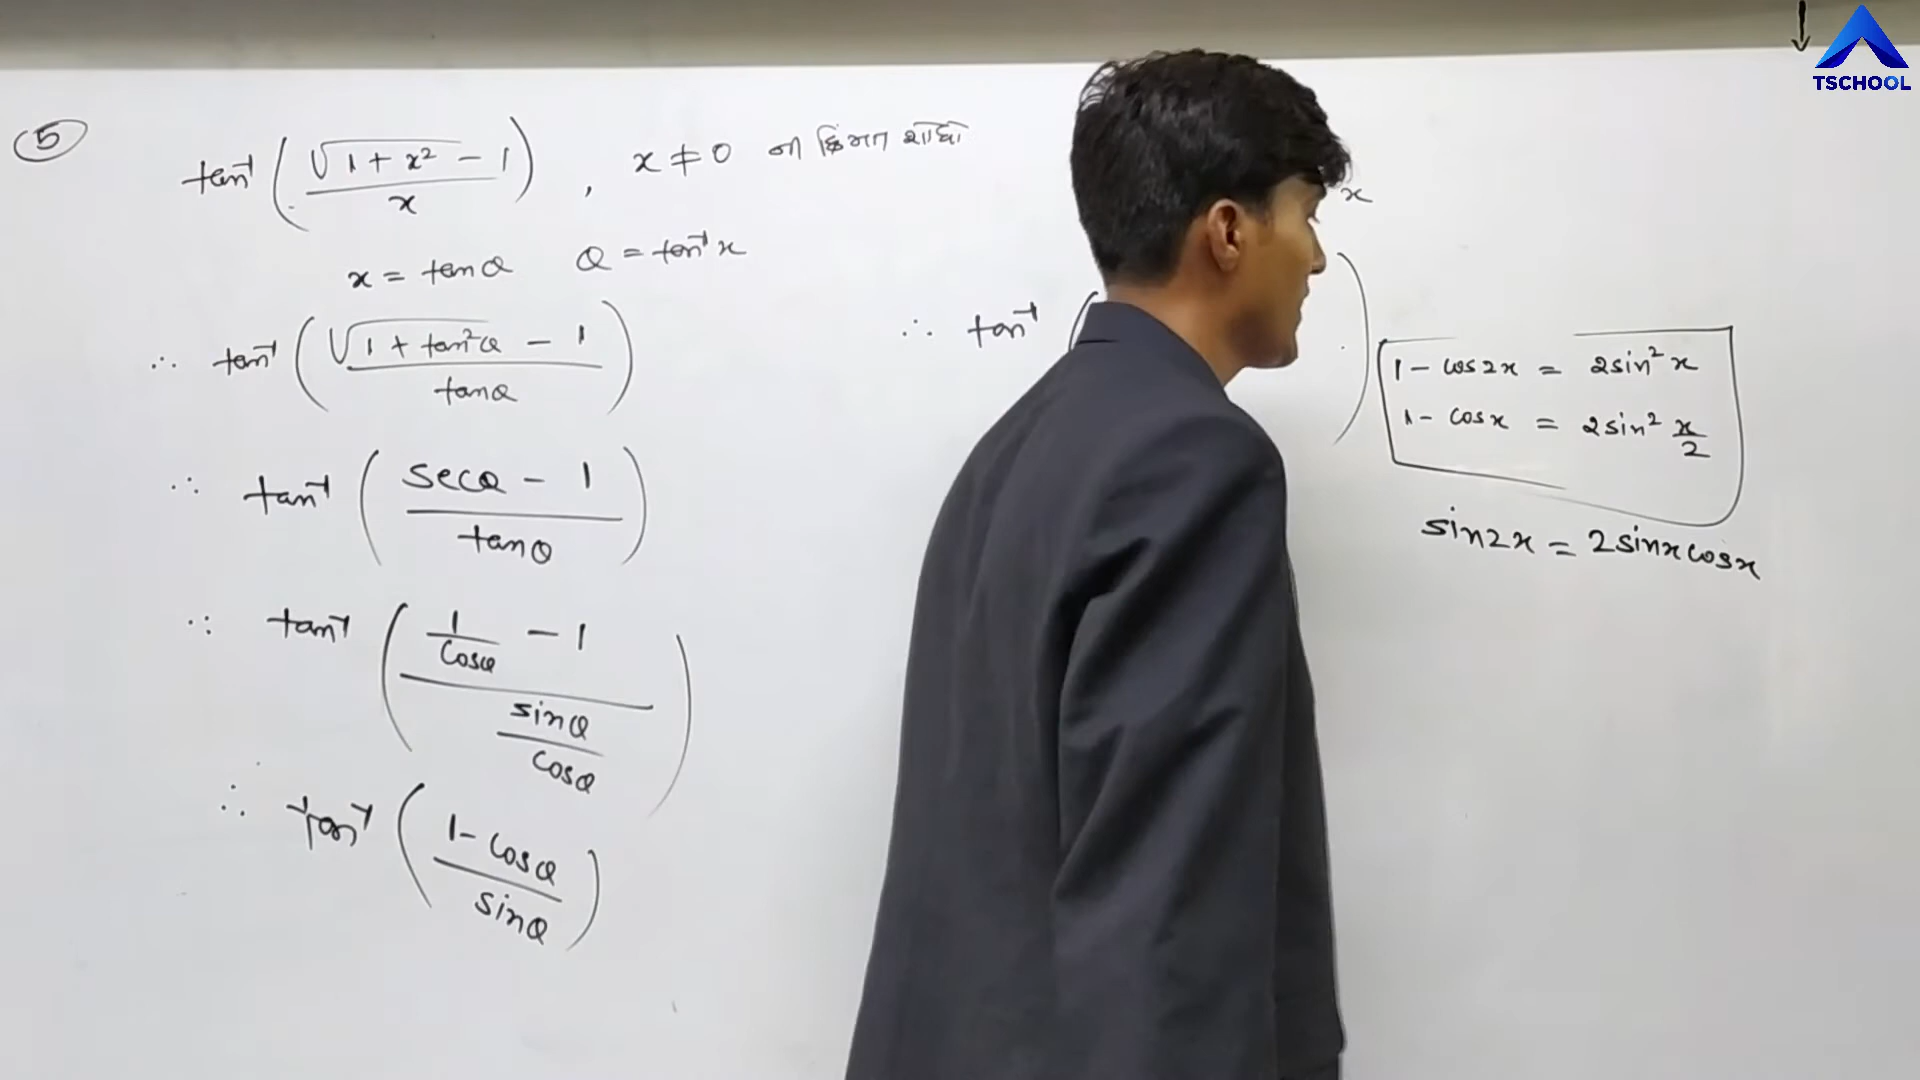 TSCHOOL
5
tan⁻¹ ( (√(1 + x²) - 1) / x ) , x ≠ 0 ના કિંમત શોધો
x = tanθ θ = tan⁻¹ x
∴ tan⁻¹ ( (√(1 + tan²θ) - 1) / tanθ )
∴ tan⁻¹ ( (secθ - 1) / tanθ )
∴ tan⁻¹ ( (1/cosθ - 1) / (sinθ/cosθ) )
∴ tan⁻¹ ( (1 - cosθ) / sinθ )
x
∴ tan⁻¹ ( )
1 - cos2x = 2sin² x
1 - cosx = 2sin² x/2
sin2x = 2sinx cosx